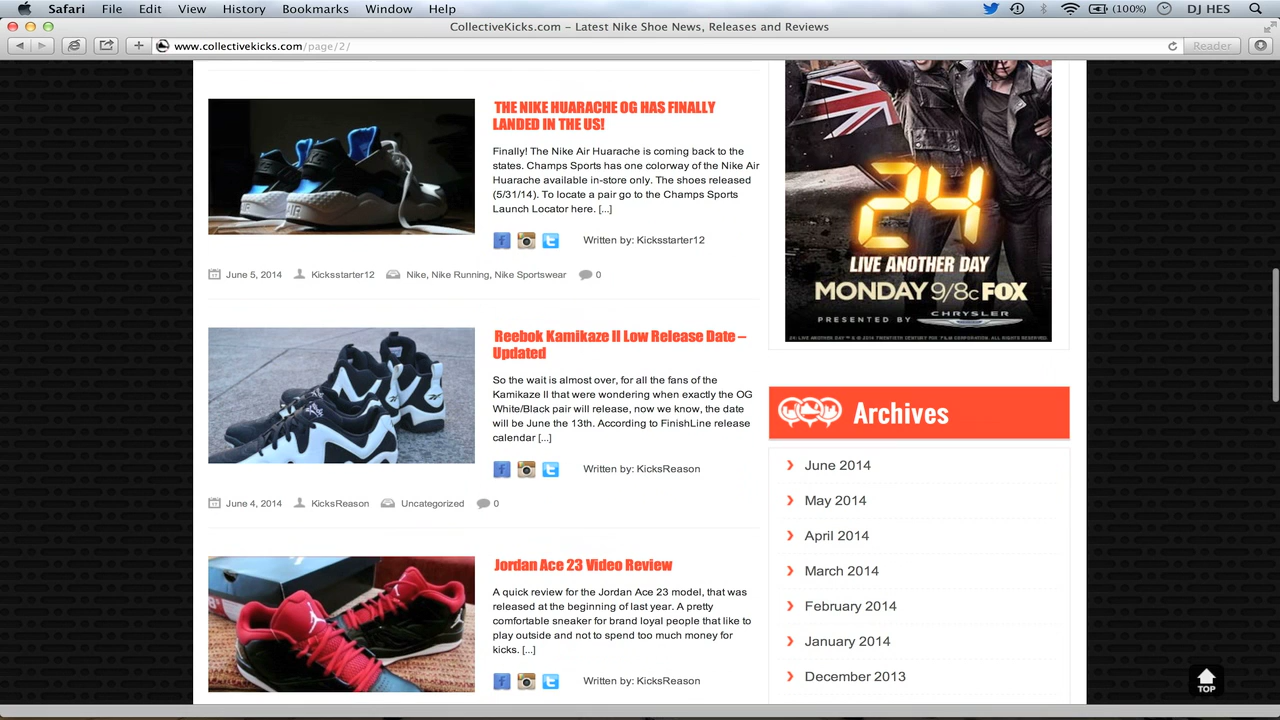 Safari File Edit View History Bookmarks Window Help (100%) DJ HES
CollectiveKicks.com – Latest Nike Shoe News, Releases and Reviews
www.collectivekicks.com/page/2/
Reader
THE NIKE HUARACHE OG HAS FINALLY
LANDED IN THE US!
Finally! The Nike Air Huarache is coming back to the
states. Champs Sports has one colorway of the Nike Air
Huarache available in-store only. The shoes released
(5/31/14). To locate a pair go to the Champs Sports
Launch Locator here. [...]
Written by: Kicksstarter12
June 5, 2014 Kicksstarter12 Nike, Nike Running, Nike Sportswear 0
Reebok Kamikaze II Low Release Date –
Updated
So the wait is almost over, for all the fans of the
Kamikaze II that were wondering when exactly the OG
White/Black pair will release, now we know, the date
will be June the 13th. According to FinishLine release
calendar [...]
Written by: KicksReason
June 4, 2014 KicksReason Uncategorized 0
Jordan Ace 23 Video Review
A quick review for the Jordan Ace 23 model, that was
released at the beginning of last year. A pretty
comfortable sneaker for brand loyal people that like to
play outside and not to spend too much money for
kicks. [...]
Written by: KicksReason
24
LIVE ANOTHER DAY
MONDAY 9/8c FOX
PRESENTED BY CHRYSLER
Archives
June 2014
May 2014
April 2014
March 2014
February 2014
January 2014
December 2013
TOP